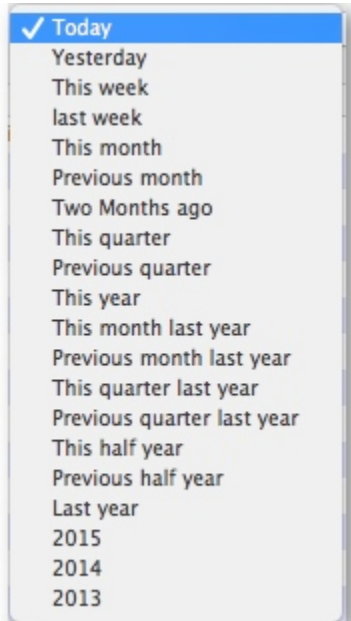 Today
Yesterday
This week
last week
This month
Previous month
Two Months ago
This quarter
Previous quarter
This year
This month last year
Previous month last year
This quarter last year
Previous quarter last year
This half year
Previous half year
Last year
2015
2014
2013